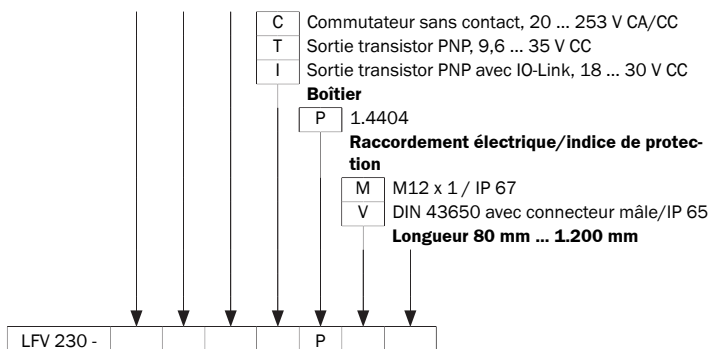 C Commutateur sans contact, 20 ... 253 V CA/CC
T Sortie transistor PNP, 9,6 ... 35 V CC
I Sortie transistor PNP avec IO-Link, 18 ... 30 V CC
Boîtier
P 1.4404
Raccordement électrique/indice de protec-
tion
M M12 x 1 / IP 67
V DIN 43650 avec connecteur mâle/IP 65
Longueur 80 mm ... 1.200 mm
LFV 230 - P